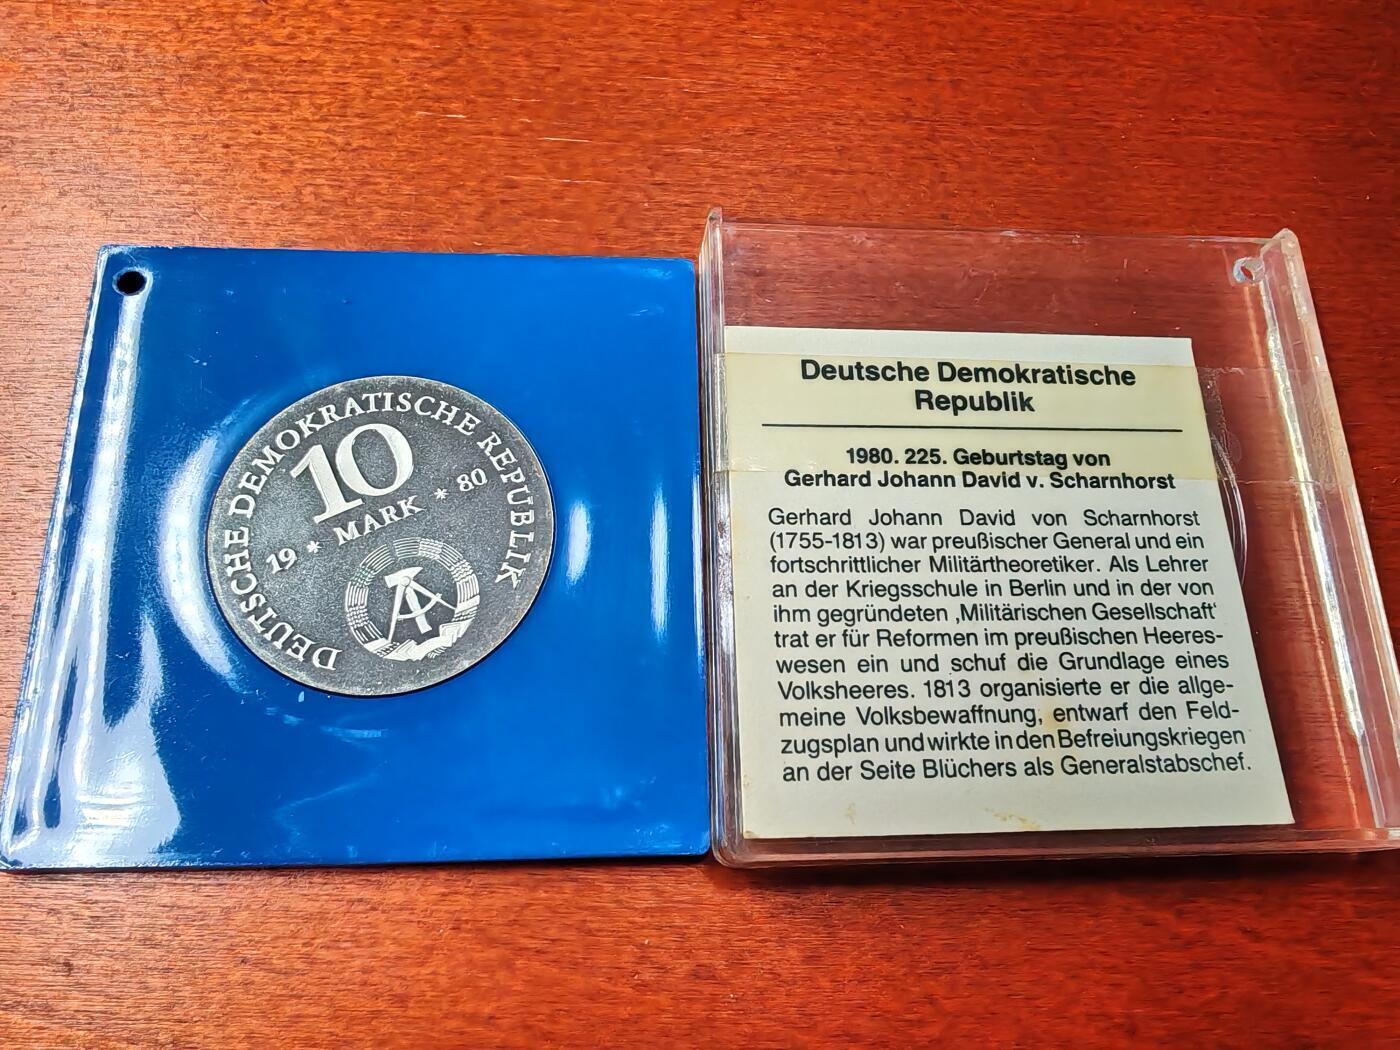 DEUTSCHE DEMOKRATISCHE REPUBLIK
10
MARK
19 * * 80
Deutsche Demokratische
Republik
1980. 225. Geburtstag von
Gerhard Johann David v. Scharnhorst
Gerhard Johann David von Scharnhorst
(1755-1813) war preußischer General und ein
fortschrittlicher Militärtheoretiker. Als Lehrer
an der Kriegsschule in Berlin und in der von
ihm gegründeten ‚Militärischen Gesellschaft‘
trat er für Reformen im preußischen Heeres-
wesen ein und schuf die Grundlage eines
Volksheeres. 1813 organisierte er die allge-
meine Volksbewaffnung, entwarf den Feld-
zugsplan und wirkte in den Befreiungskriegen
an der Seite Blüchers als Generalstabschef.